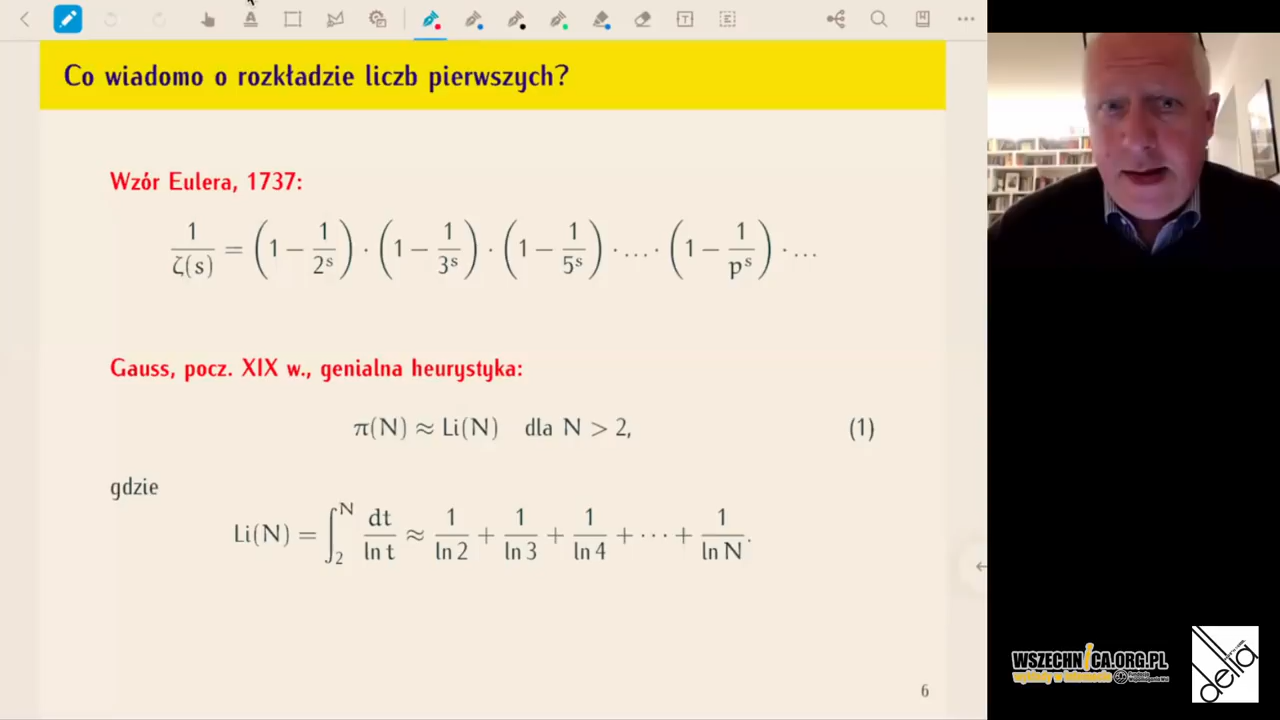 Co wiadomo o rozkładzie liczb pierwszych?
Wzór Eulera, 1737:
1/ζ(s) = (1 − 1/2^s) · (1 − 1/3^s) · (1 − 1/5^s) · … · (1 − 1/p^s) · …
Gauss, pocz. XIX w., genialna heurystyka:
π(N) ≈ Li(N) dla N > 2, (1)
gdzie
Li(N) = ∫_2^N dt/ln t ≈ 1/ln 2 + 1/ln 3 + 1/ln 4 + ··· + 1/ln N.
6
WSZECHNICA.ORG.PL
wykłady w internecie
delta